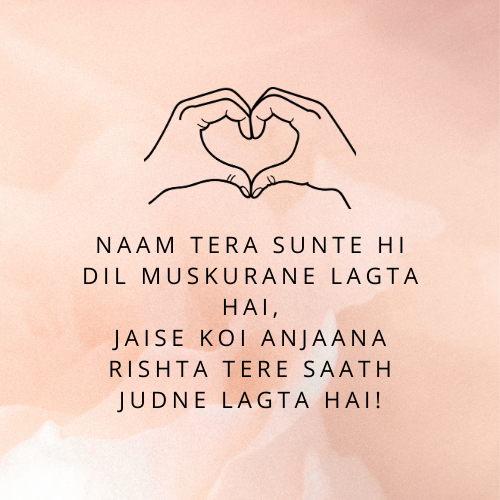 NAAM TERA SUNTE HI
DIL MUSKURANE LAGTA
HAI,
JAISE KOI ANJAANA
RISHTA TERE SAATH
JUDNE LAGTA HAI!